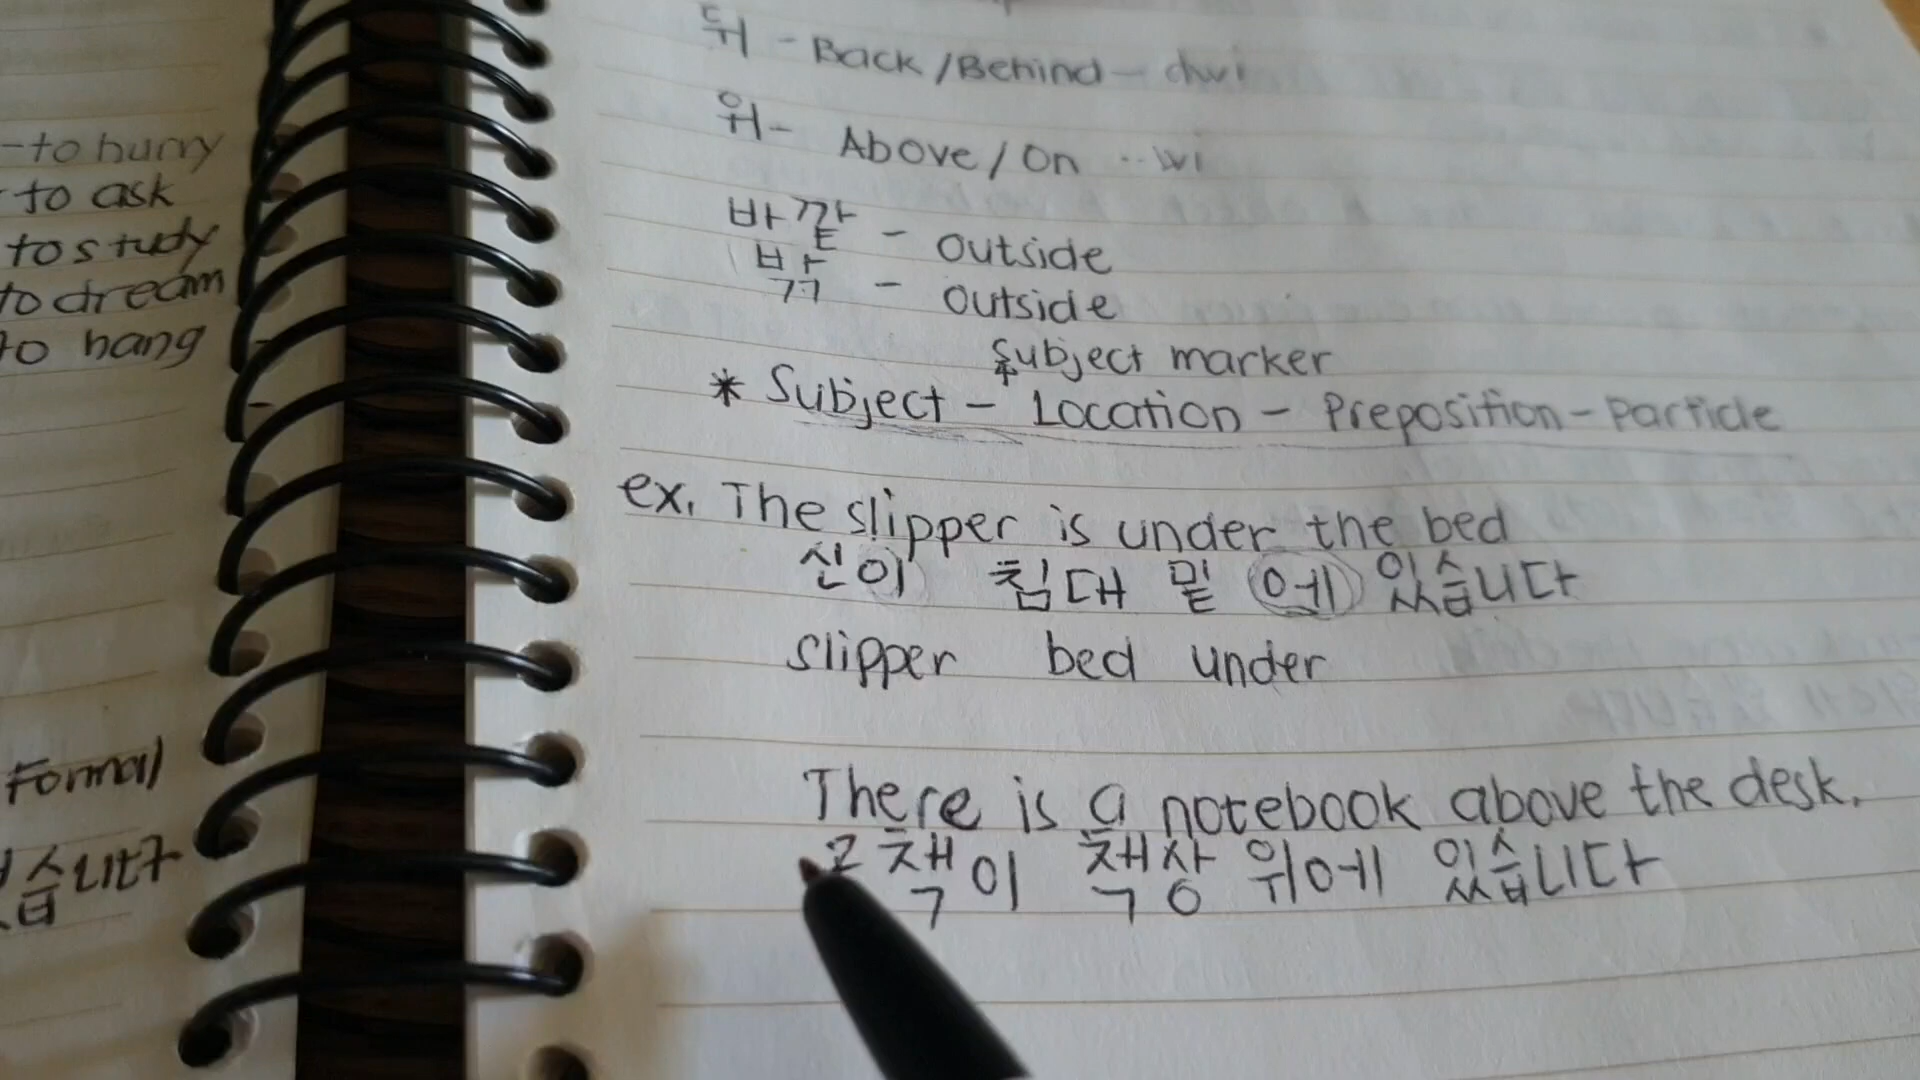 -to hurry
to ask
to study
to dream
to hang
Formal
습니다
뒤 - Back/Behind - dwi
위 - Above/On -- wi
바깥 - outside
밖 - outside
subject marker
* Subject - Location - Preposition - Particle
ex. The slipper is under the bed
신이 침대 밑에 있습니다
slipper bed under
There is a notebook above the desk.
공책이 책상 위에 있습니다